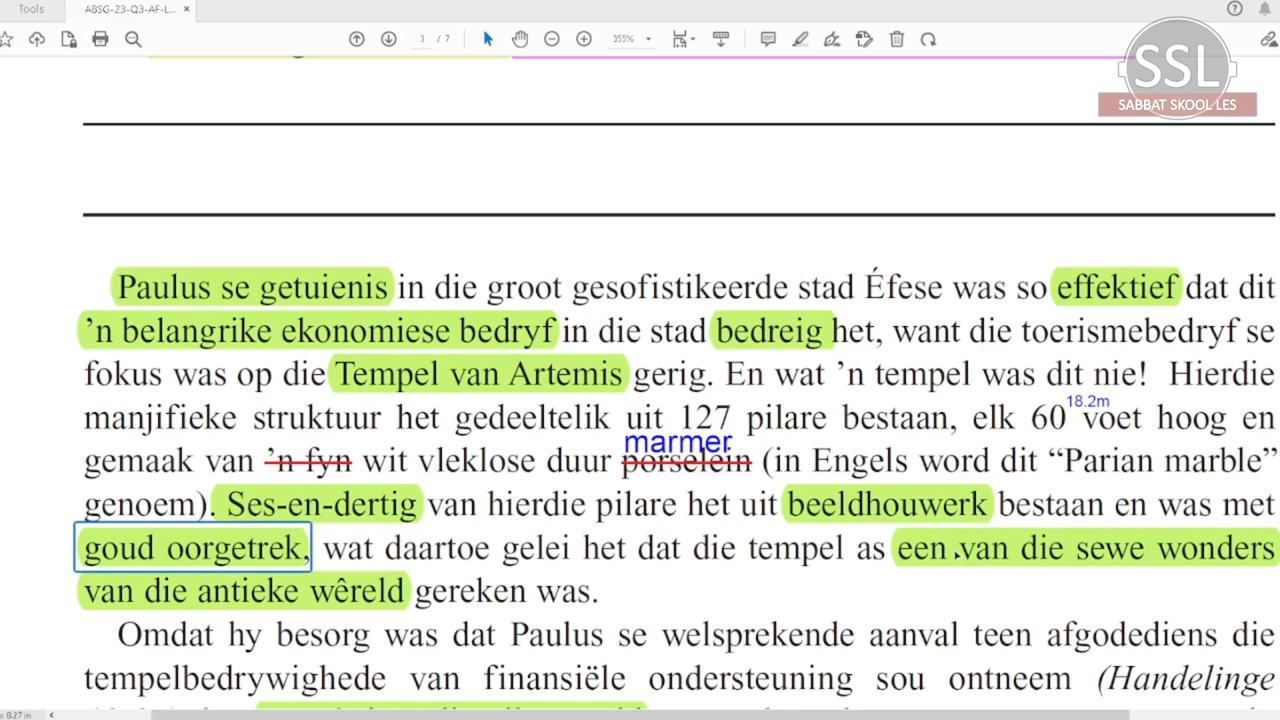 Tools ABSG-23-Q3-AF-L... ×
3 / 7 355%
SSL
SABBAT SKOOL LES
Paulus se getuienis in die groot gesofistikeerde stad Éfese was so effektief dat dit
’n belangrike ekonomiese bedryf in die stad bedreig het, want die toerismebedryf se
fokus was op die Tempel van Artemis gerig. En wat ’n tempel was dit nie! Hierdie
18.2m
manjifieke struktuur het gedeeltelik uit 127 pilare bestaan, elk 60 voet hoog en
marmer
gemaak van ’n fyn wit vleklose duur porselein (in Engels word dit “Parian marble”
genoem). Ses-en-dertig van hierdie pilare het uit beeldhouwerk bestaan en was met
goud oorgetrek, wat daartoe gelei het dat die tempel as een van die sewe wonders
van die antieke wêreld gereken was.
Omdat hy besorg was dat Paulus se welsprekende aanval teen afgodediens die
tempelbedrywighede van finansiële ondersteuning sou ontneem (Handelinge
x 8.27 in